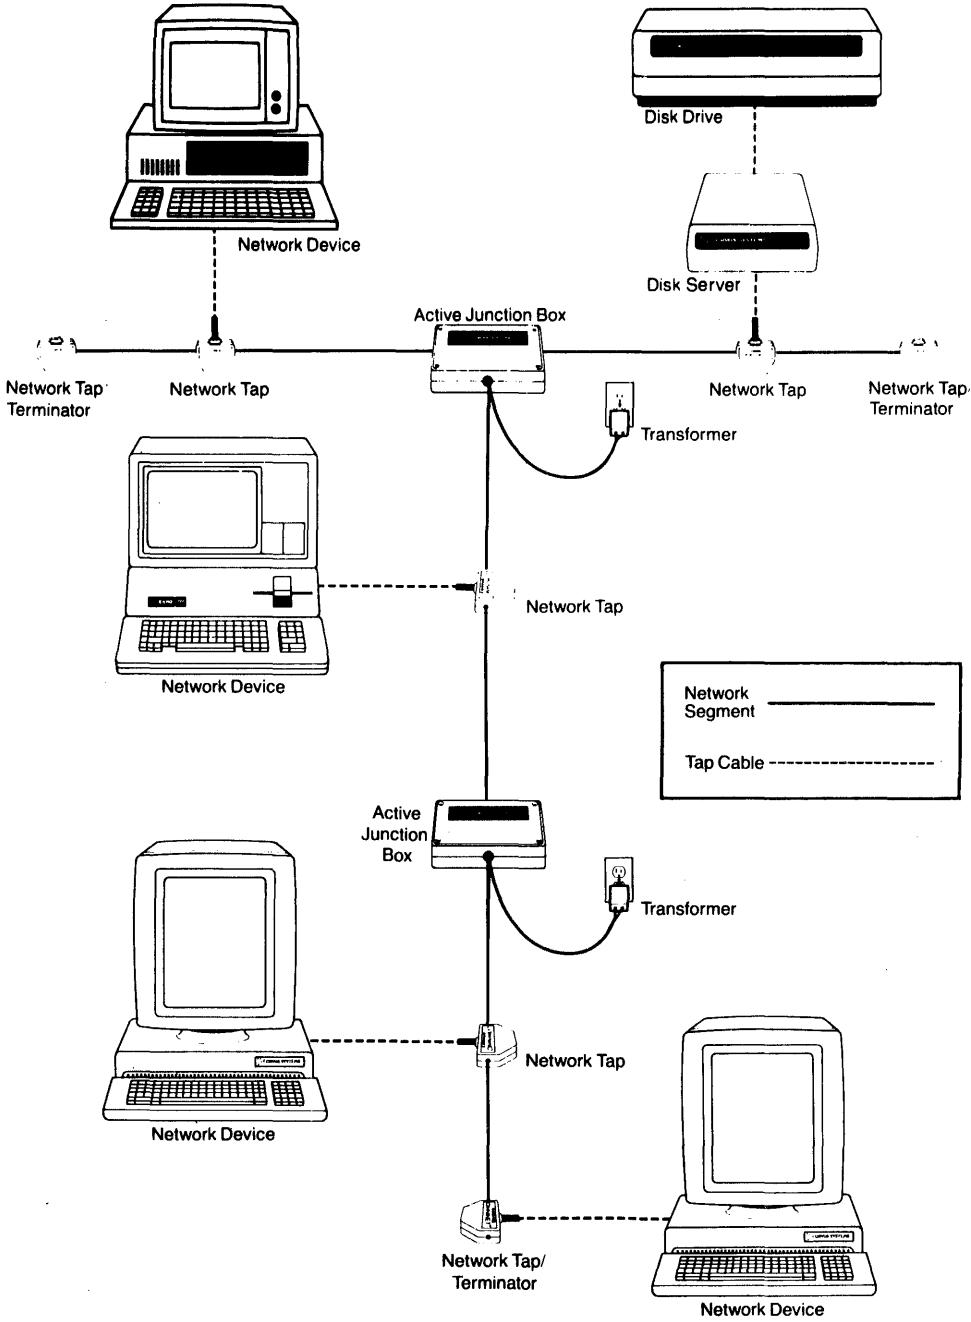 Disk Drive
Network Device
Disk Server
Active Junction Box
Network Tap
Terminator
Network Tap
Network Tap
Network Tap/
Terminator
Transformer
Network Tap
Network Device
Network
Segment
Tap Cable
Active
Junction
Box
Transformer
Network Tap
Network Device
Network Tap/
Terminator
Network Device